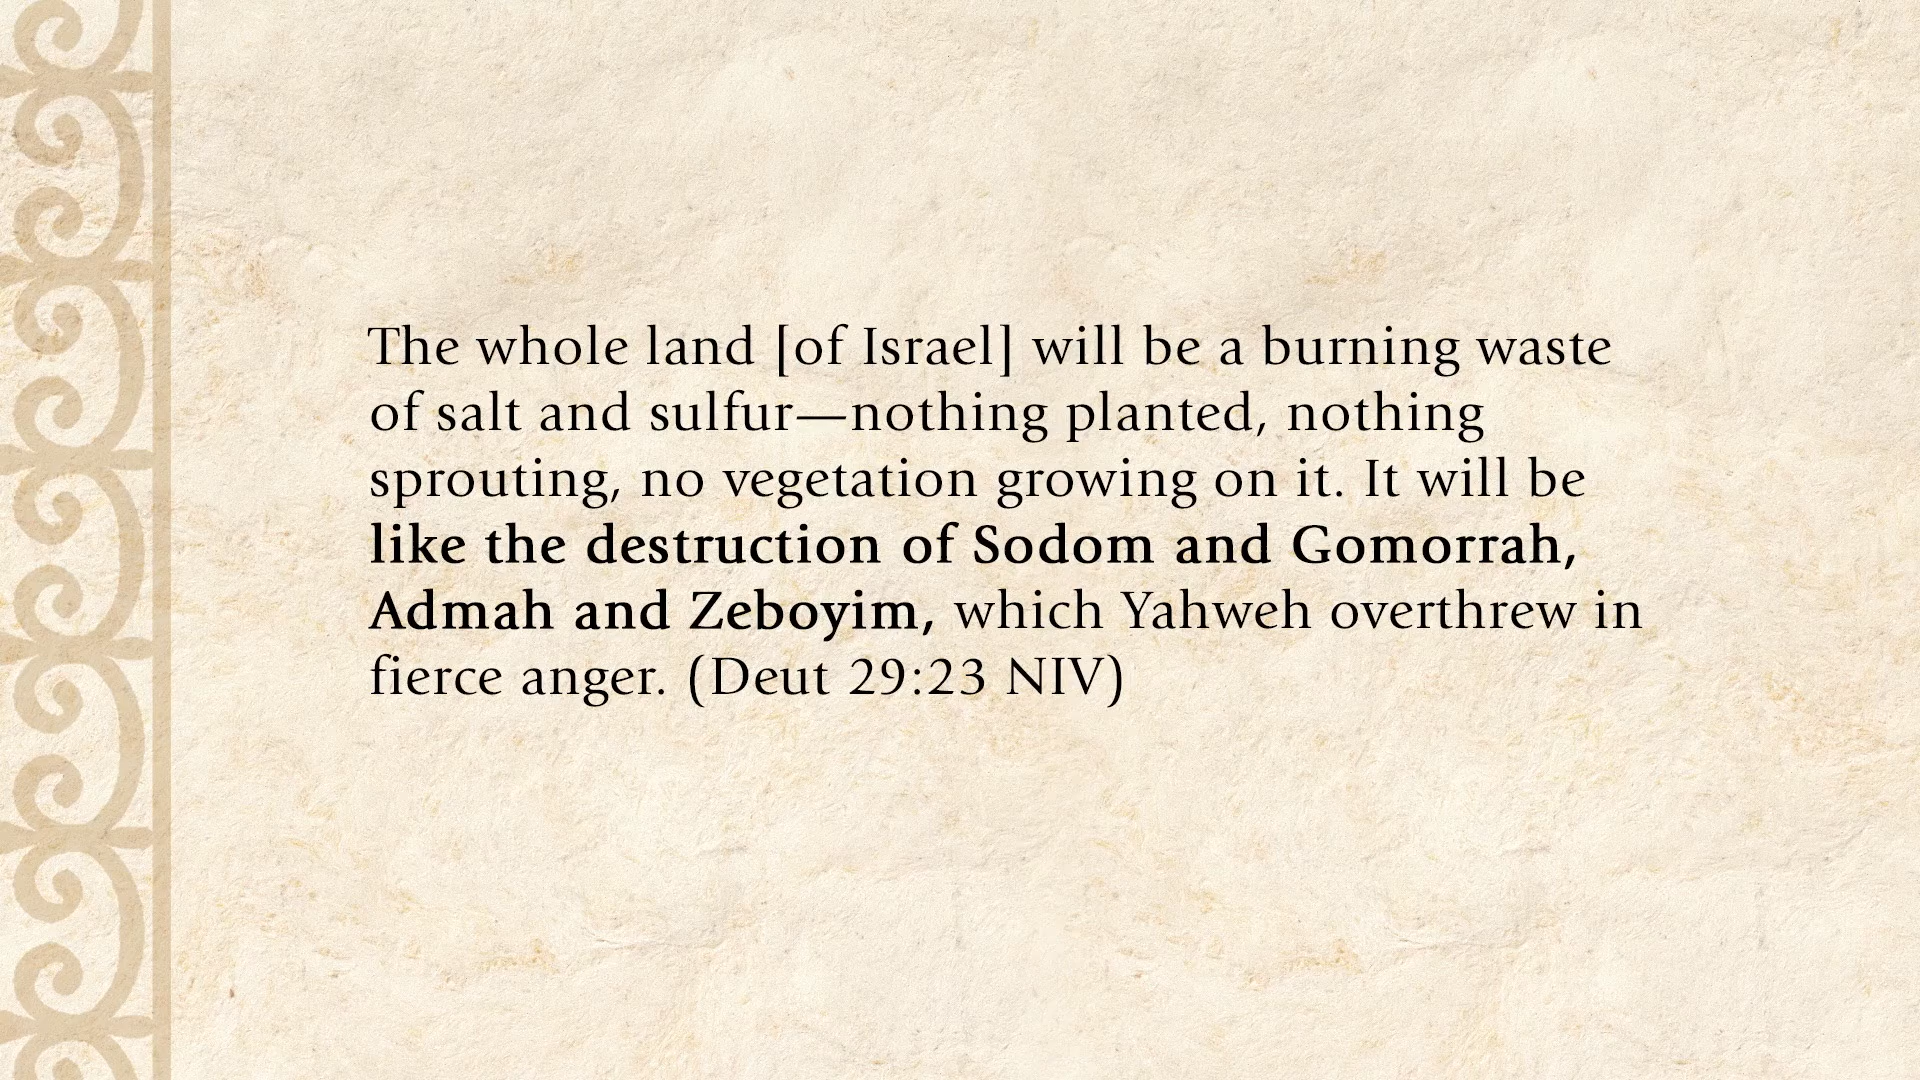 The whole land [of Israel] will be a burning waste
of salt and sulfur—nothing planted, nothing
sprouting, no vegetation growing on it. It will be
like the destruction of Sodom and Gomorrah,
Admah and Zeboyim, which Yahweh overthrew in
fierce anger. (Deut 29:23 NIV)